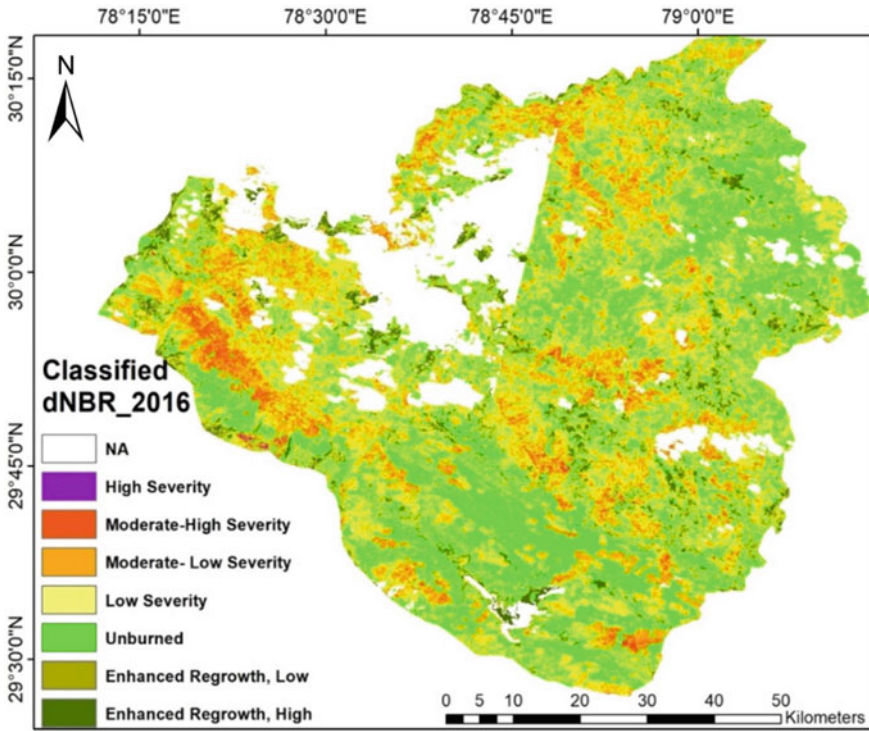 78°15'0"E 78°30'0"E 78°45'0"E 79°0'0"E
30°15'0"N
N
30°0'0"N
Classified
dNBR_2016
29°45'0"N
NA
High Severity
Moderate-High Severity
Moderate- Low Severity
Low Severity
Unburned
29°30'0"N
Enhanced Regrowth, Low
Enhanced Regrowth, High
0 5 10 20 30 40 50
Kilometers